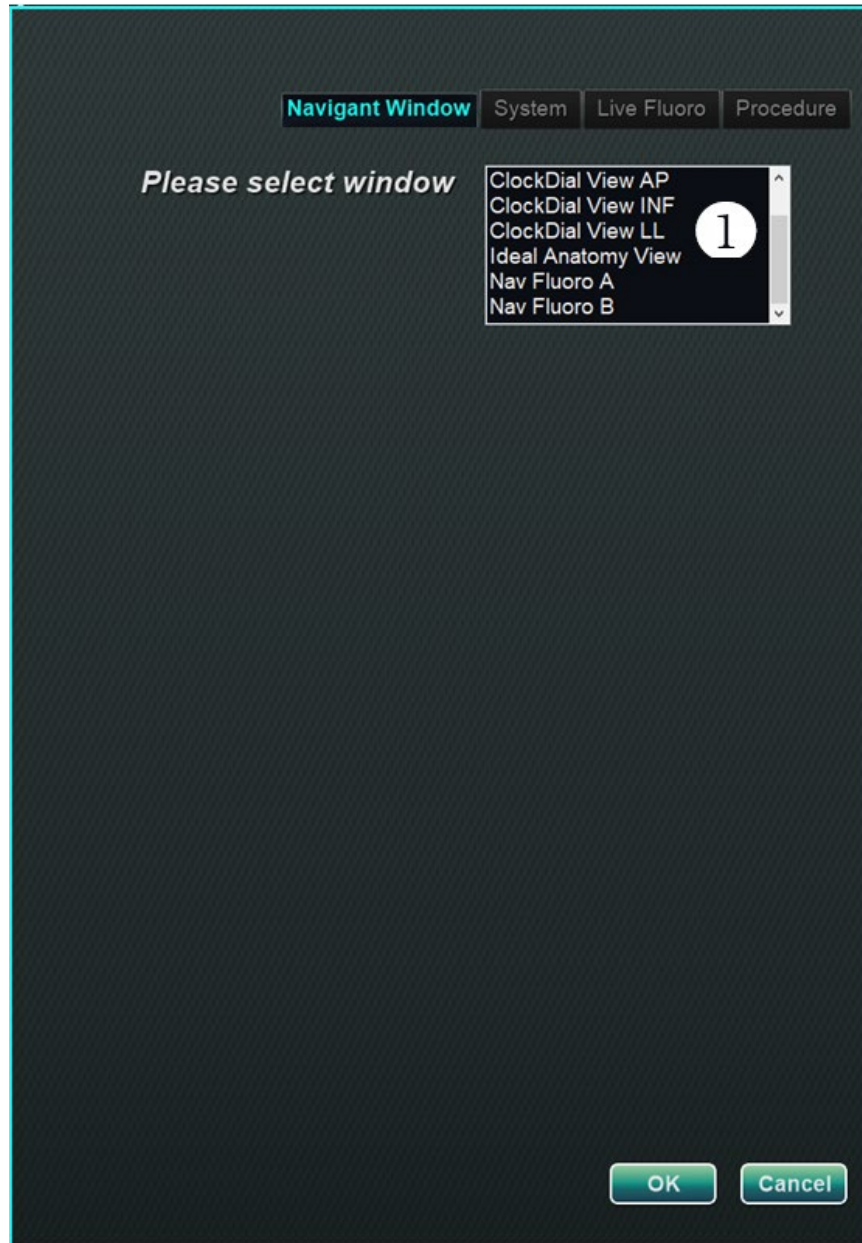 Navigant Window System Live Fluoro Procedure
Please select window
ClockDial View AP
ClockDial View INF
ClockDial View LL
Ideal Anatomy View
Nav Fluoro A
Nav Fluoro B
1
OK Cancel